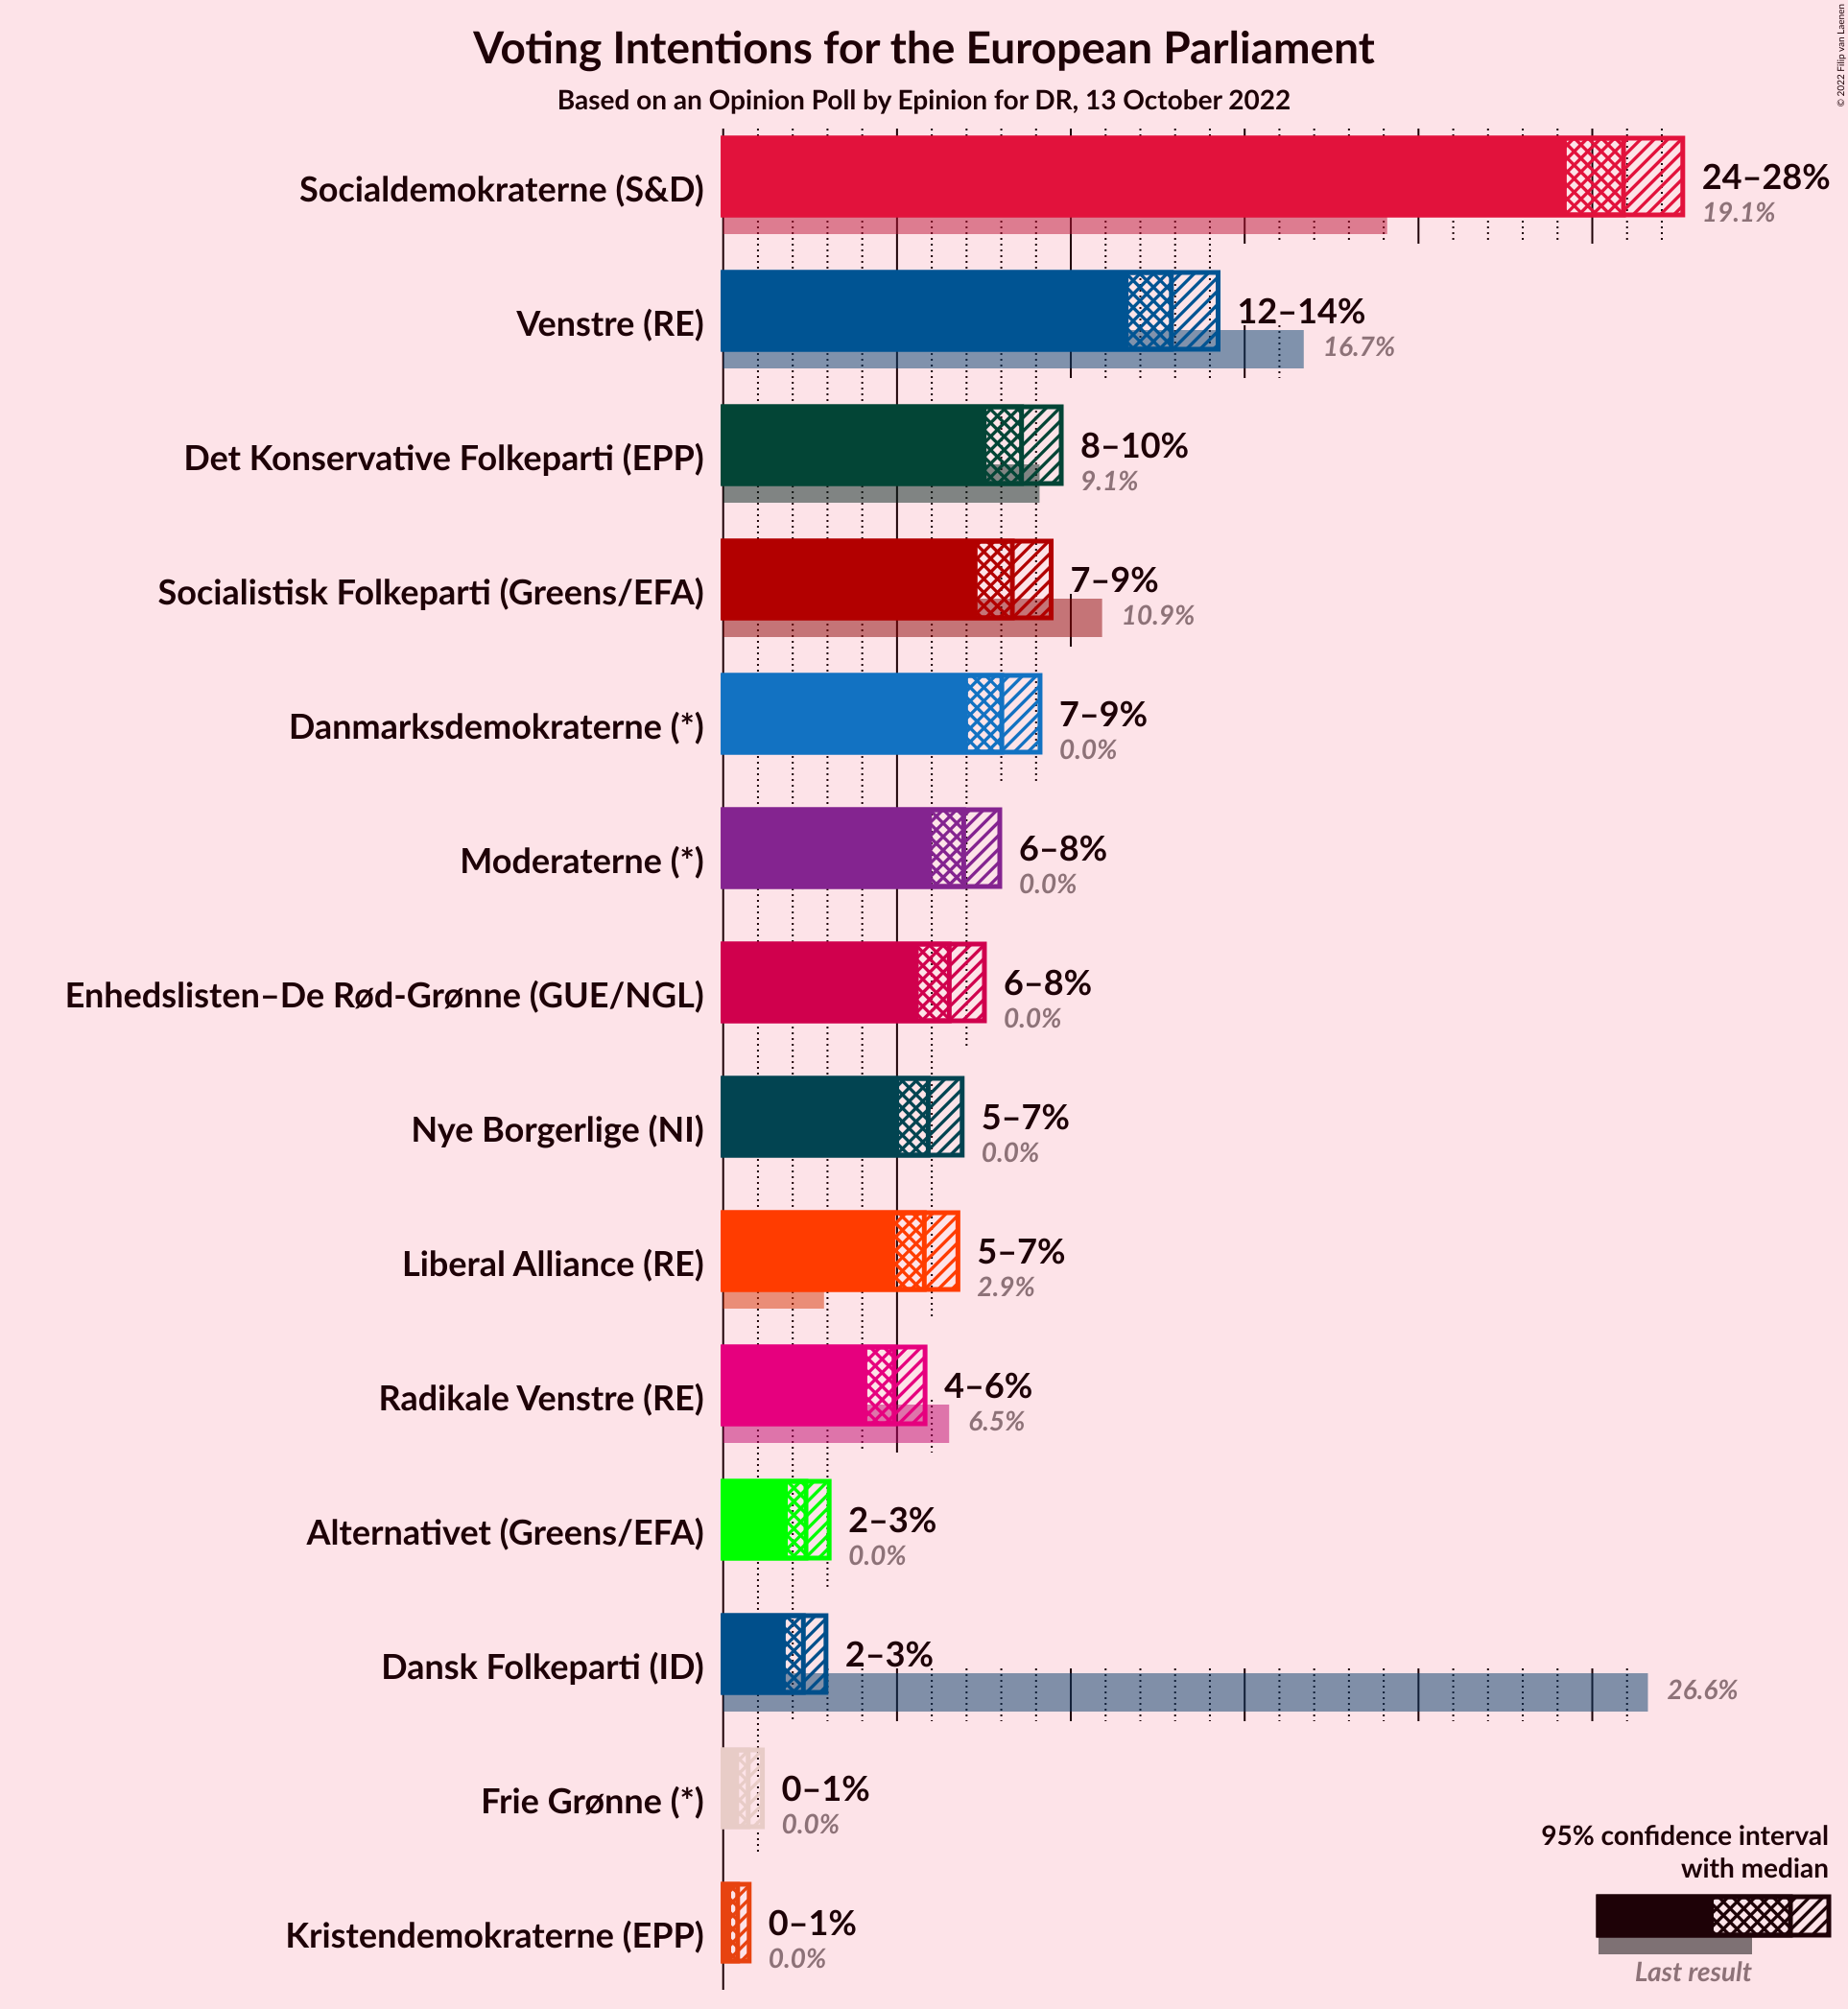 Voting Intentions for the European Parliament
Based on an Opinion Poll by Epinion for DR, 13 October 2022
© 2022 Filip van Laenen
Socialdemokraterne (S&D)
24–28%
19.1%
Venstre (RE)
12–14%
16.7%
Det Konservative Folkeparti (EPP)
8–10%
9.1%
Socialistisk Folkeparti (Greens/EFA)
7–9%
10.9%
Danmarksdemokraterne (*)
7–9%
0.0%
Moderaterne (*)
6–8%
0.0%
Enhedslisten–De Rød-Grønne (GUE/NGL)
6–8%
0.0%
Nye Borgerlige (NI)
5–7%
0.0%
Liberal Alliance (RE)
5–7%
2.9%
Radikale Venstre (RE)
4–6%
6.5%
Alternativet (Greens/EFA)
2–3%
0.0%
Dansk Folkeparti (ID)
2–3%
26.6%
Frie Grønne (*)
0–1%
0.0%
Kristendemokraterne (EPP)
0–1%
0.0%
95% confidence interval
with median
Last result